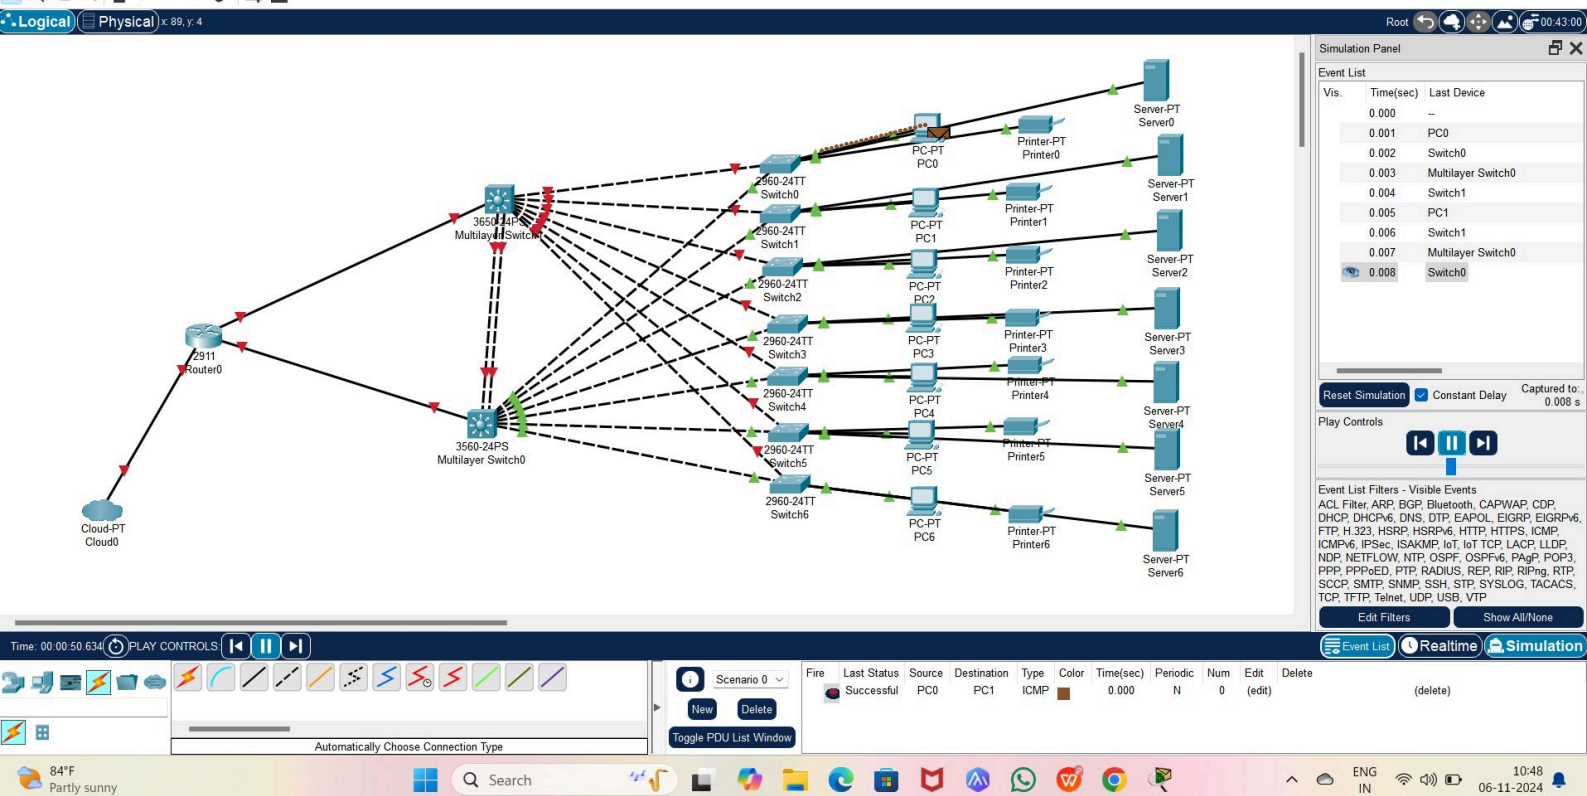 Logical Physical x: 89, y: 4 Root 00:43:00
Simulation Panel
Event List
Vis. Time(sec) Last Device
0.000 --
0.001 PC0
0.002 Switch0
0.003 Multilayer Switch0
0.004 Switch1
0.005 PC1
0.006 Switch1
0.007 Multilayer Switch0
0.008 Switch0
Reset Simulation Constant Delay Captured to:
0.008 s
Play Controls
Event List Filters - Visible Events
ACL Filter, ARP, BGP, Bluetooth, CAPWAP, CDP,
DHCP, DHCPv6, DNS, DTP, EAPOL, EIGRP, EIGRPv6,
FTP, H.323, HSRP, HSRPv6, HTTP, HTTPS, ICMP,
ICMPv6, IPSec, ISAKMP, IoT, IoT TCP, LACP, LLDP,
NDP, NETFLOW, NTP, OSPF, OSPFv6, PAgP, POP3,
PPP, PPPoED, PTP, RADIUS, REP, RIP, RIPng, RTP,
SCCP, SMTP, SNMP, SSH, STP, SYSLOG, TACACS,
TCP, TFTP, Telnet, UDP, USB, VTP
Edit Filters Show All/None
Server-PT
Server0
Printer-PT
Printer0
PC-PT
PC0
2960-24TT
Switch0
Server-PT
Server1
Printer-PT
Printer1
PC-PT
PC1
2960-24TT
Switch1
3650-24PS
Multilayer Switch
Server-PT
Server2
Printer-PT
Printer2
PC-PT
PC2
2960-24TT
Switch2
Server-PT
Server3
Printer-PT
Printer3
PC-PT
PC3
2960-24TT
Switch3
2911
Router0
Server-PT
Server4
Printer-PT
Printer4
PC-PT
PC4
2960-24TT
Switch4
3560-24PS
Multilayer Switch0
Server-PT
Server5
Printer-PT
Printer5
PC-PT
PC5
2960-24TT
Switch5
Server-PT
Server6
Printer-PT
Printer6
PC-PT
PC6
2960-24TT
Switch6
Cloud-PT
Cloud0
Time: 00:00:50.634 PLAY CONTROLS: Event List Realtime Simulation
Scenario 0
New Delete
Toggle PDU List Window
Fire Last Status Source Destination Type Color Time(sec) Periodic Num Edit Delete
Successful PC0 PC1 ICMP 0.000 N 0 (edit) (delete)
Automatically Choose Connection Type
84°F
Partly sunny
Search
ENG
IN
10:48
06-11-2024